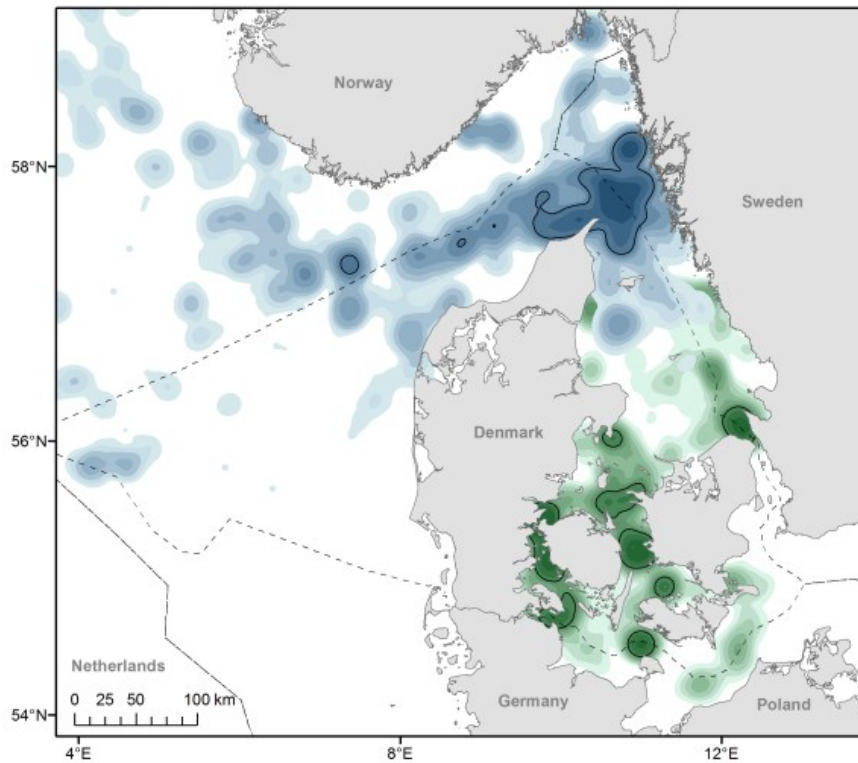 Norway
58°N
Sweden
56°N
Denmark
Netherlands
0 25 50 100 km
Germany
Poland
54°N
4°E 8°E 12°E